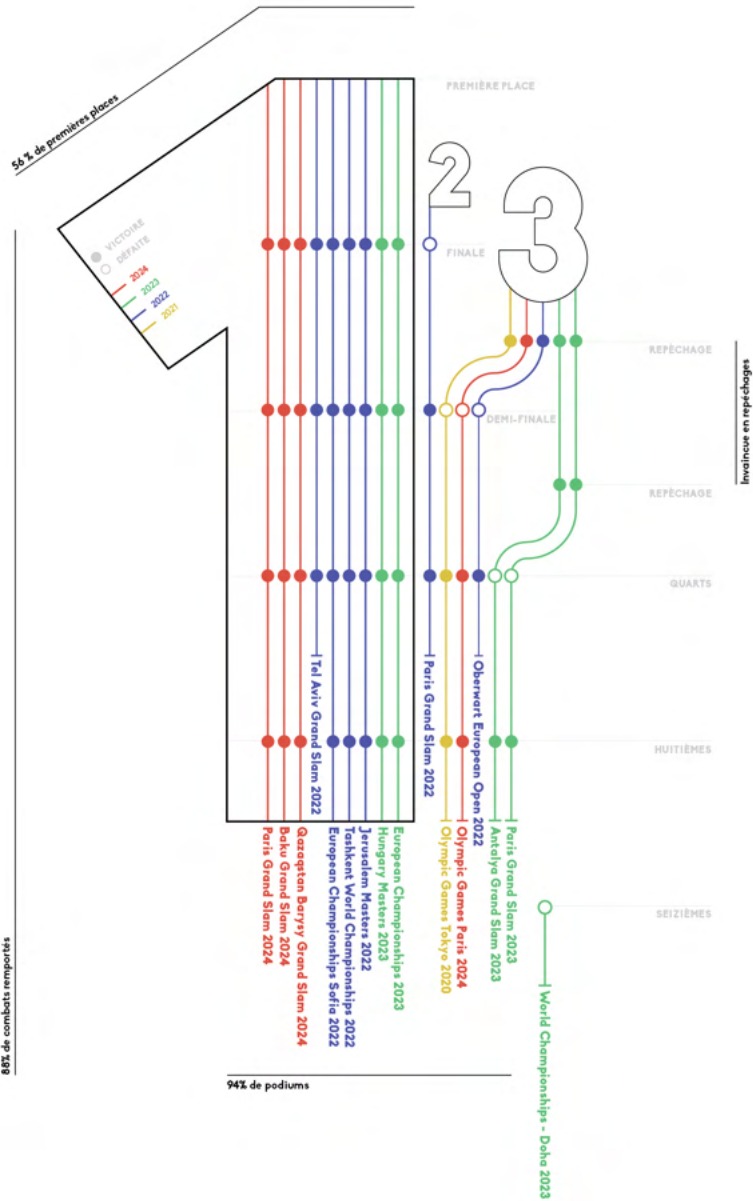 56 % de premières places
PREMIÈRE PLACE
2
3
VICTOIRE
DÉFAITE
2024
2023
2022
2021
FINALE
REPÊCHAGE
DEMI-FINALE
Invaincue en repêchages
REPÊCHAGE
QUARTS
HUITIÈMES
SEIZIÈMES
Paris Grand Slam 2024
Baku Grand Slam 2024
Qazaqstan Barysy Grand Slam 2024
Tel Aviv Grand Slam 2022
European Championships Sofia 2022
Tashkent World Championships 2022
Jerusalem Masters 2022
Hungary Masters 2023
European Championships 2023
Paris Grand Slam 2022
Olympic Games Tokyo 2020
Olympic Games Paris 2024
Oberwart European Open 2022
Antalya Grand Slam 2023
Paris Grand Slam 2023
World Championships - Doha 2023
88% de combats remportés
94% de podiums